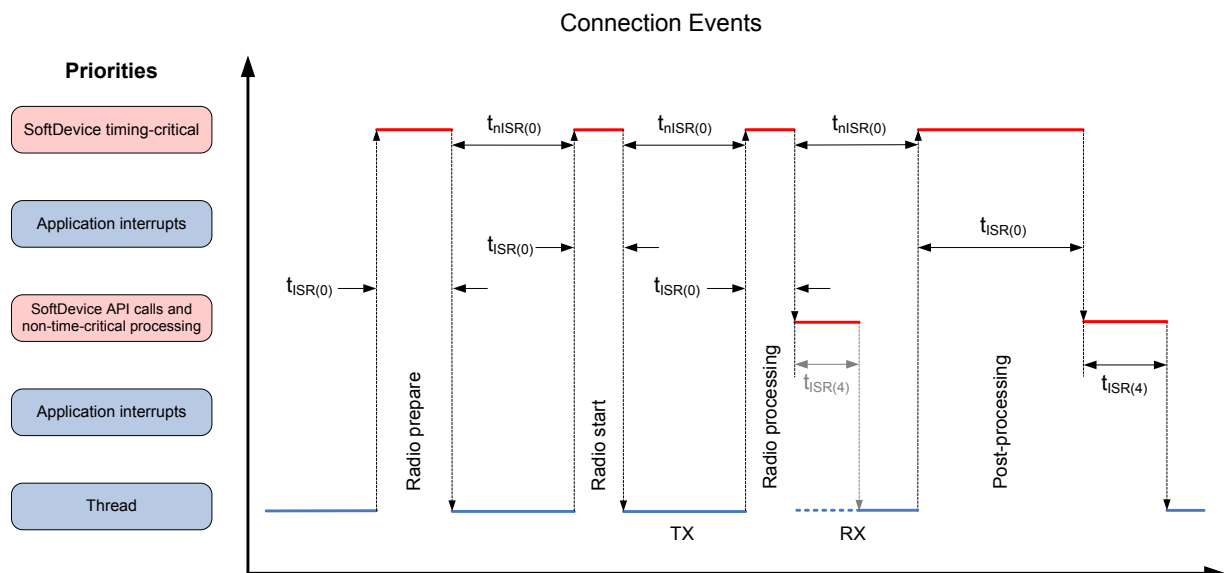 Connection Events
Priorities
SoftDevice timing-critical
Application interrupts
SoftDevice API calls and
non-time-critical processing
Application interrupts
Thread
tnISR(0)
tnISR(0)
tnISR(0)
tISR(0)
tISR(0)
tISR(0)
tISR(0)
tISR(4)
tISR(4)
Radio prepare
Radio start
Radio processing
Post-processing
TX
RX